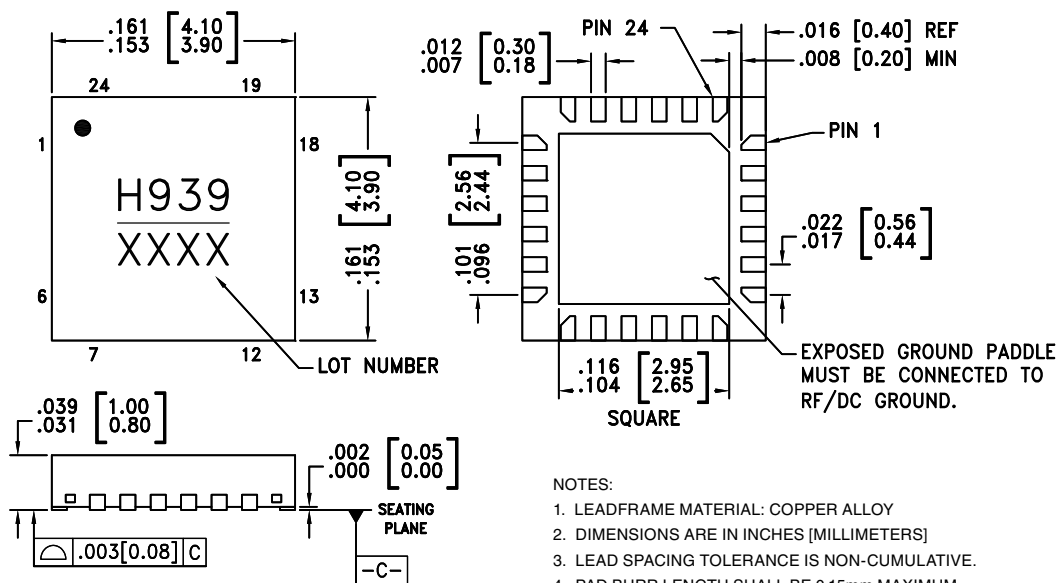 .161 [4.10]
.153 [3.90]
24 19
1 18
H939
XXXX
6 13
7 12
.161 [4.10]
.153 [3.90]
LOT NUMBER
.012 [0.30]
.007 [0.18]
PIN 24
.016 [0.40] REF
.008 [0.20] MIN
PIN 1
.101 [2.56]
.096 [2.44]
.022 [0.56]
.017 [0.44]
.116 [2.95]
.104 [2.65]
SQUARE
EXPOSED GROUND PADDLE
MUST BE CONNECTED TO
RF/DC GROUND.
.039 [1.00]
.031 [0.80]
.002 [0.05]
.000 [0.00]
SEATING
PLANE
.003[0.08] C
-C-
NOTES:
1. LEADFRAME MATERIAL: COPPER ALLOY
2. DIMENSIONS ARE IN INCHES [MILLIMETERS]
3. LEAD SPACING TOLERANCE IS NON-CUMULATIVE.